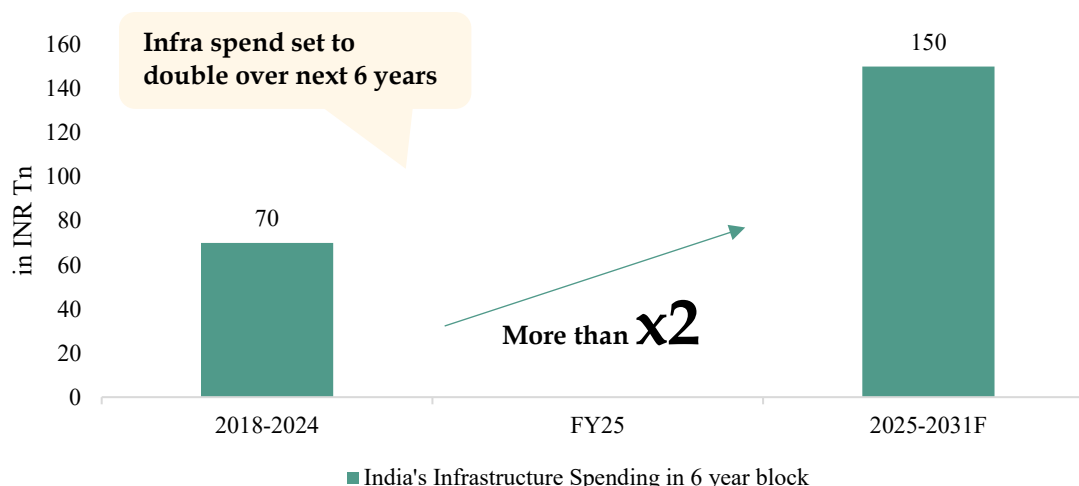 Infra spend set to
double over next 6 years
in INR Tn
160
140
120
100
80
60
40
20
0
70
150
More than x2
2018-2024
FY25
2025-2031F
India's Infrastructure Spending in 6 year block